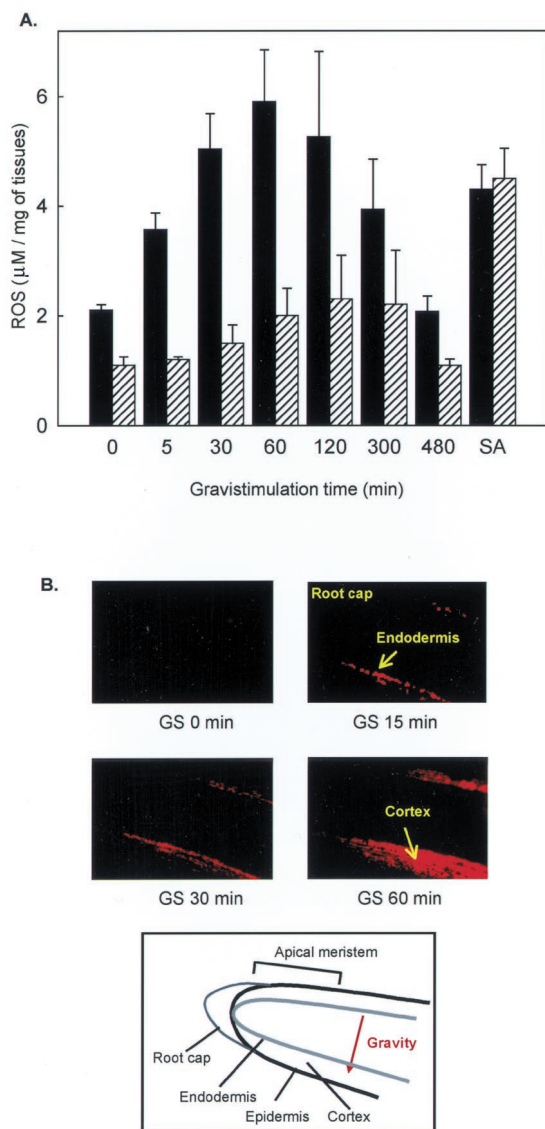 A.
ROS (μM / mg of tissues)
6
4
2
0
0 5 30 60 120 300 480 SA
Gravistimulation time (min)
B.
Root cap
Endodermis
GS 0 min
GS 15 min
Cortex
GS 30 min
GS 60 min
Apical meristem
Gravity
Root cap
Endodermis
Epidermis
Cortex